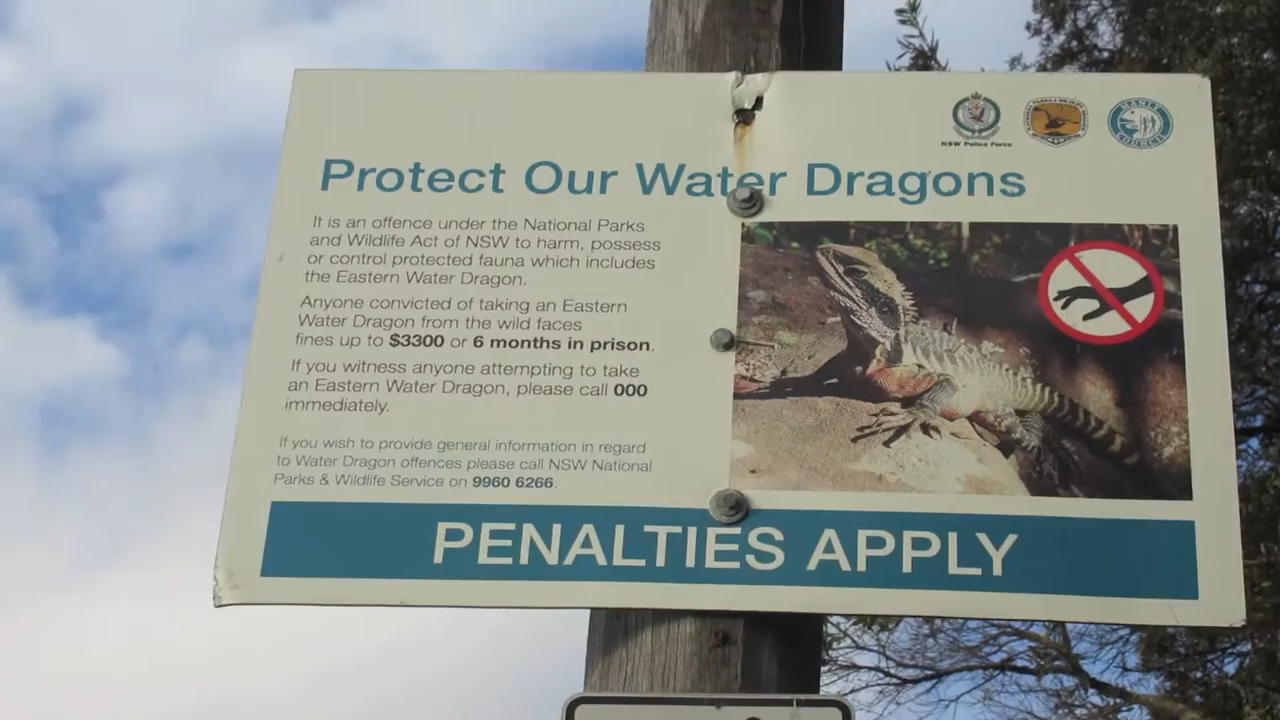 NSW Police Force
MANLY COUNCIL
Protect Our Water Dragons
It is an offence under the National Parks
and Wildlife Act of NSW to harm, possess
or control protected fauna which includes
the Eastern Water Dragon.
Anyone convicted of taking an Eastern
Water Dragon from the wild faces
fines up to $3300 or 6 months in prison.
If you witness anyone attempting to take
an Eastern Water Dragon, please call 000
immediately.
If you wish to provide general information in regard
to Water Dragon offences please call NSW National
Parks & Wildlife Service on 9960 6266.
PENALTIES APPLY